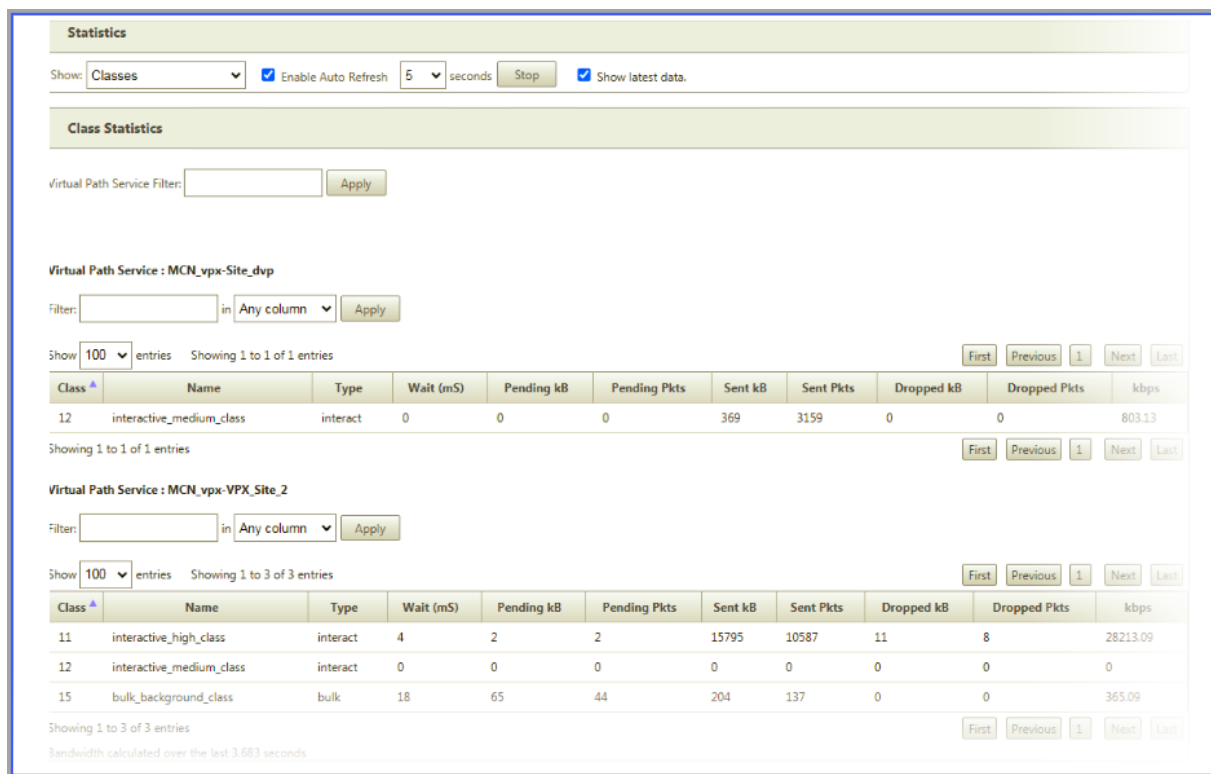 Statistics
Show: Classes Enable Auto Refresh 5 seconds Stop Show latest data.
Class Statistics
Virtual Path Service Filter: Apply
Virtual Path Service : MCN_vpx-Site_dvp
Filter: in Any column Apply
Show 100 entries Showing 1 to 1 of 1 entries First Previous 1 Next Last
Class Name Type Wait (mS) Pending kB Pending Pkts Sent kB Sent Pkts Dropped kB Dropped Pkts kbps
12 interactive_medium_class interact 0 0 0 369 3159 0 0 803.13
Showing 1 to 1 of 1 entries First Previous 1 Next Last
Virtual Path Service : MCN_vpx-VPX_Site_2
Filter: in Any column Apply
Show 100 entries Showing 1 to 3 of 3 entries First Previous 1 Next Last
Class Name Type Wait (mS) Pending kB Pending Pkts Sent kB Sent Pkts Dropped kB Dropped Pkts kbps
11 interactive_high_class interact 4 2 2 15795 10587 11 8 28213.09
12 interactive_medium_class interact 0 0 0 0 0 0 0 0
15 bulk_background_class bulk 18 65 44 204 137 0 0 365.09
Showing 1 to 3 of 3 entries First Previous 1 Next Last
Bandwidth calculated over the last 3.683 seconds